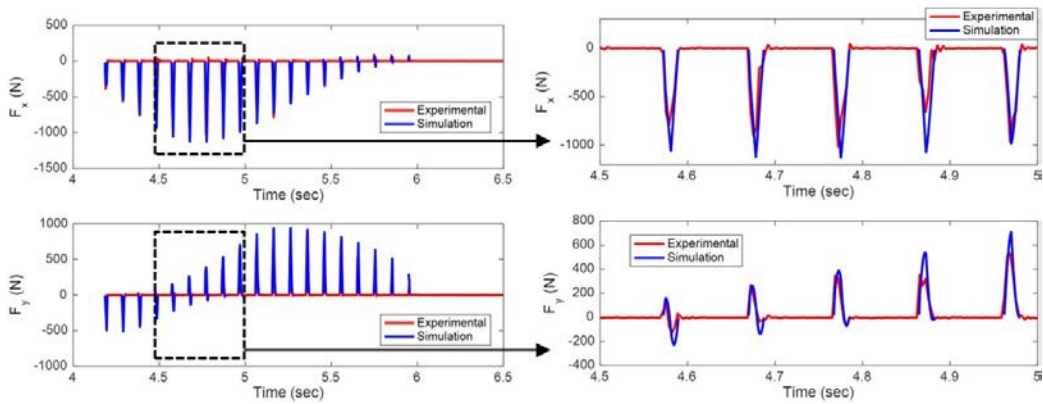 500
0
-500
-1000
-1500
F_x (N)
Experimental
Simulation
4
4.5
5
5.5
6
6.5
Time (sec)
Experimental
Simulation
0
-500
-1000
F_x (N)
4.5
4.6
4.7
4.8
4.9
5
Time (sec)
1000
500
0
-500
-1000
F_y (N)
Experimental
Simulation
4
4.5
5
5.5
6
6.5
Time (sec)
800
600
400
200
0
-200
-400
F_y (N)
Experimental
Simulation
4.5
4.6
4.7
4.8
4.9
5
Time (sec)